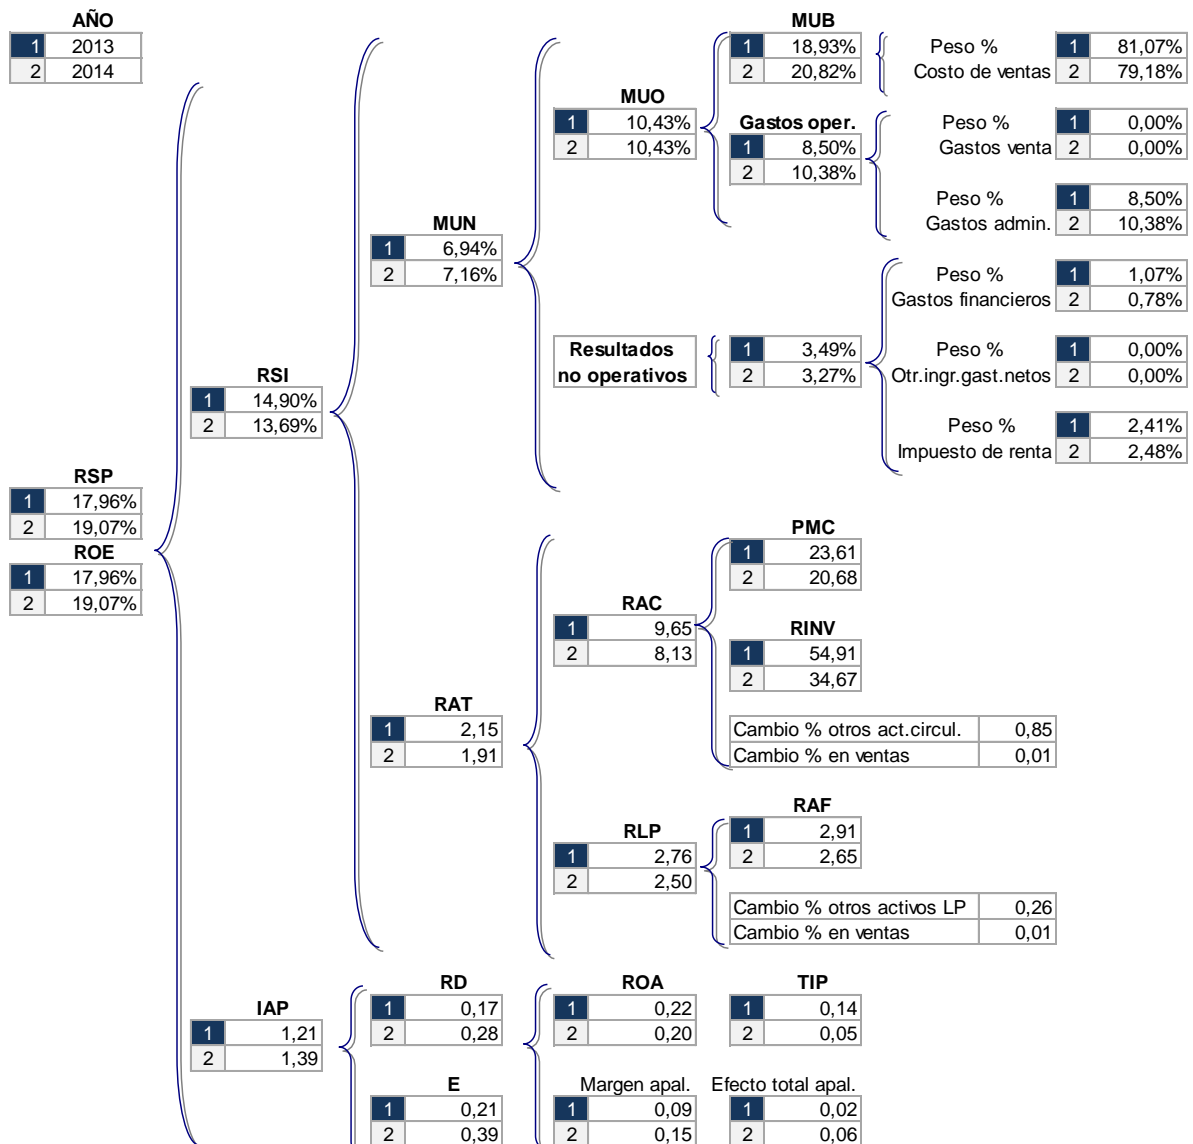 AÑO
1 2013
2 2014
RSP
1 17,96%
2 19,07%
ROE
1 17,96%
2 19,07%
RSI
1 14,90%
2 13,69%
MUN
1 6,94%
2 7,16%
MUO
1 10,43%
2 10,43%
MUB
1 18,93%
2 20,82%
Peso %
Costo de ventas
1 81,07%
2 79,18%
Gastos oper.
1 8,50%
2 10,38%
Peso %
Gastos venta
1 0,00%
2 0,00%
Peso %
Gastos admin.
1 8,50%
2 10,38%
Resultados
no operativos
1 3,49%
2 3,27%
Peso %
Gastos financieros
1 1,07%
2 0,78%
Peso %
Otr.ingr.gast.netos
1 0,00%
2 0,00%
Peso %
Impuesto de renta
1 2,41%
2 2,48%
RAT
1 2,15
2 1,91
RAC
1 9,65
2 8,13
PMC
1 23,61
2 20,68
RINV
1 54,91
2 34,67
Cambio % otros act.circul. 0,85
Cambio % en ventas 0,01
RLP
1 2,76
2 2,50
RAF
1 2,91
2 2,65
Cambio % otros activos LP 0,26
Cambio % en ventas 0,01
IAP
1 1,21
2 1,39
RD
1 0,17
2 0,28
ROA
1 0,22
2 0,20
TIP
1 0,14
2 0,05
E
1 0,21
2 0,39
Margen apal.
1 0,09
2 0,15
Efecto total apal.
1 0,02
2 0,06